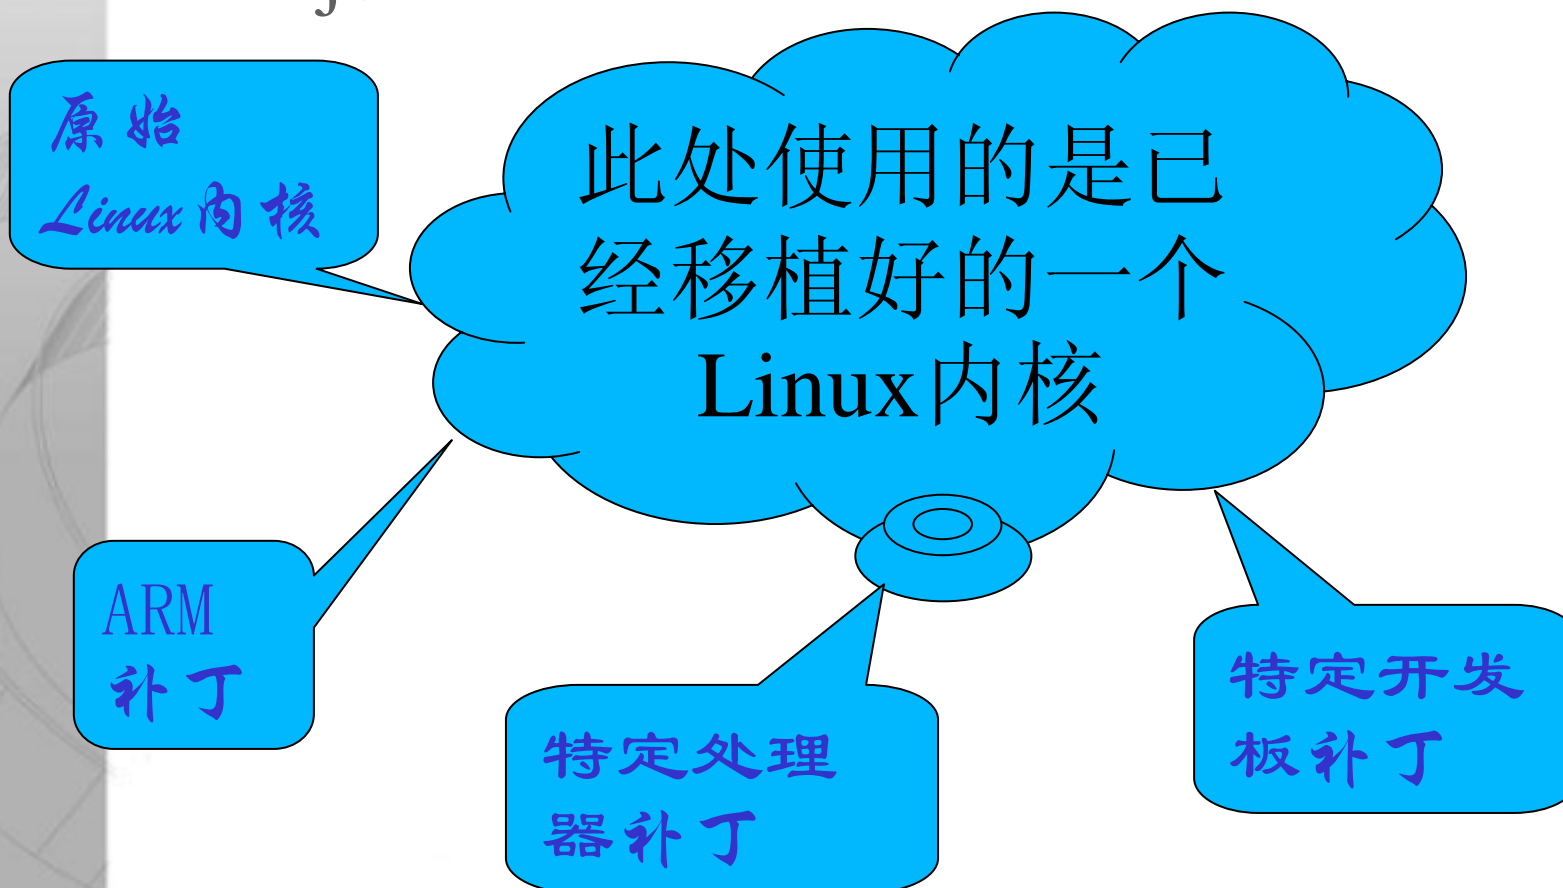 原始
Linux内核
此处使用的是已
经移植好的一个
Linux内核
ARM
补丁
特定处理
器补丁
特定开发
板补丁